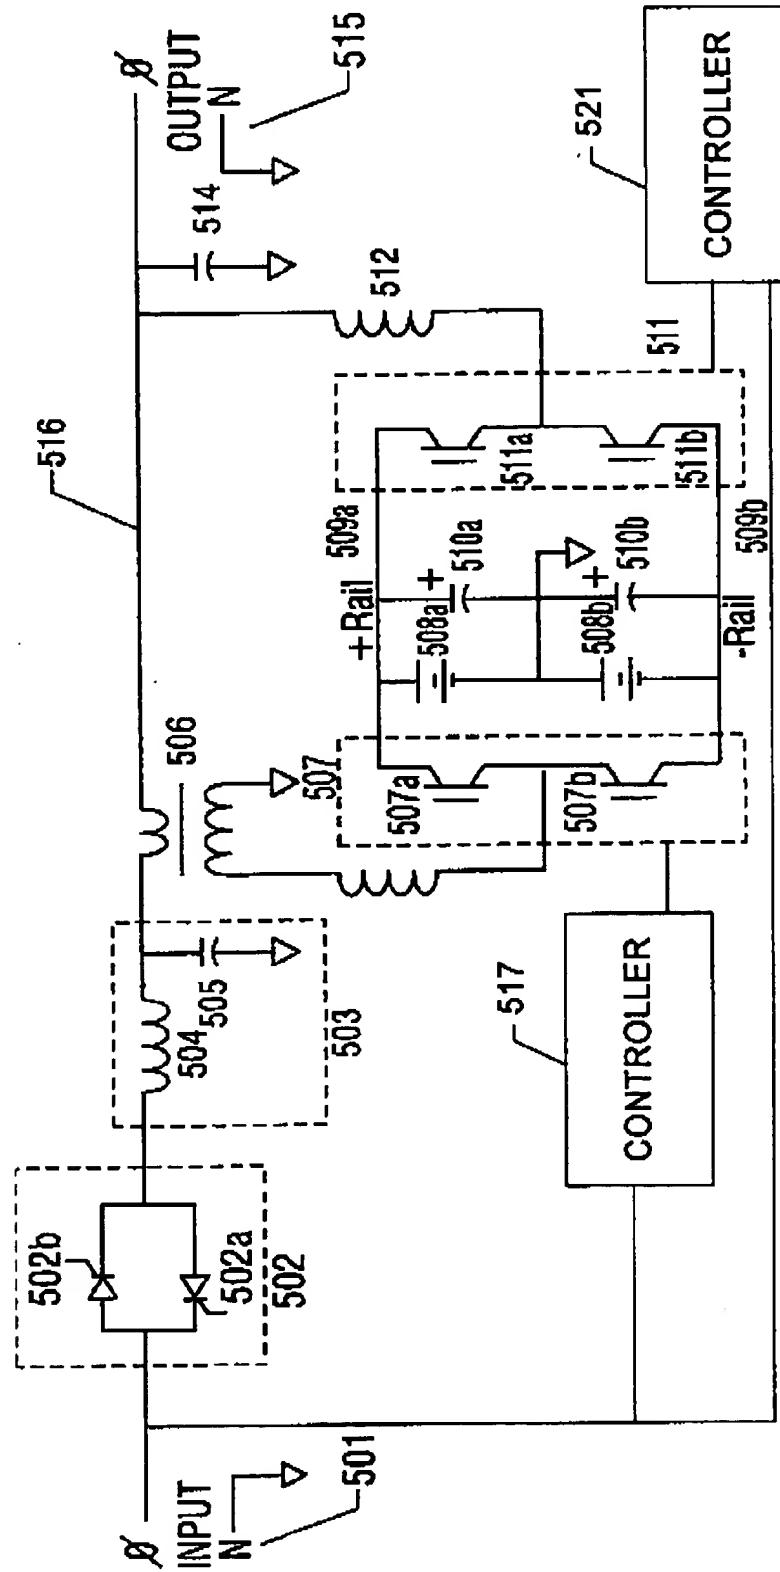 Ø
INPUT
N
501
502b
502a
502
504
505
503
506
516
Ø
OUTPUT
N
515
514
512
507
507a
507b
+Rail
509a
508a
+
510a
511a
511
508b
+
510b
511b
-Rail
509b
517
CONTROLLER
521
CONTROLLER